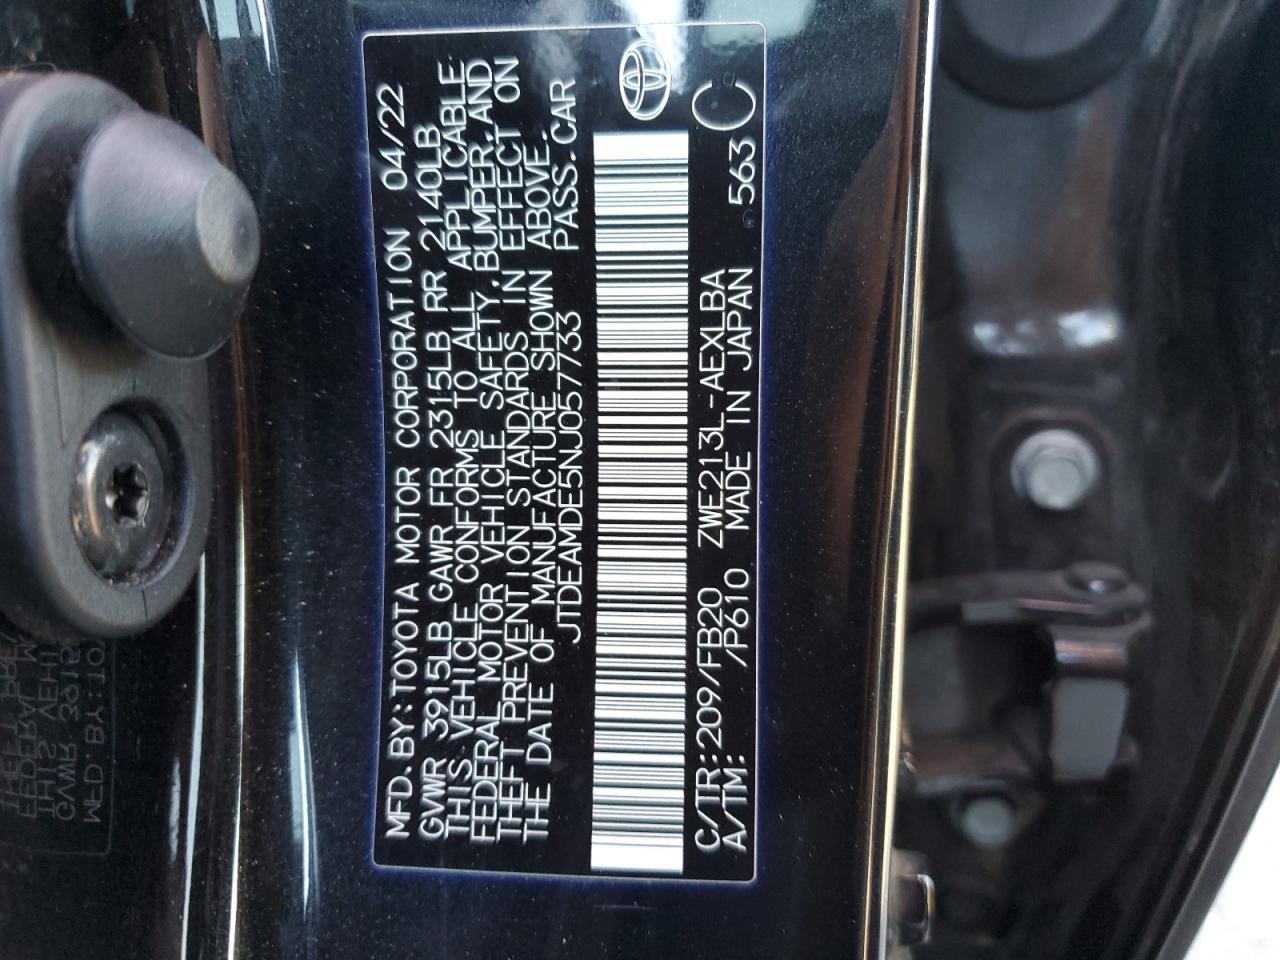 MFD.BY:TOYOTA MOTOR CORPORATION 04/22
GVWR 3915LB GAWR FR 2315LB RR 2140LB
THIS VEHICLE CONFORMS TO ALL APPLICABLE
FEDERAL MOTOR VEHICLE SAFETY,BUMPER,AND
THEFT PREVENTION STANDARDS IN EFFECT ON
THE DATE OF MANUFACTURE SHOWN ABOVE.
JTDEAMDE5NJ057733 PASS.CAR
C/TR:209/FB20 ZWE213L-AEXLBA
A/TM: /P610 MADE IN JAPAN 563 C